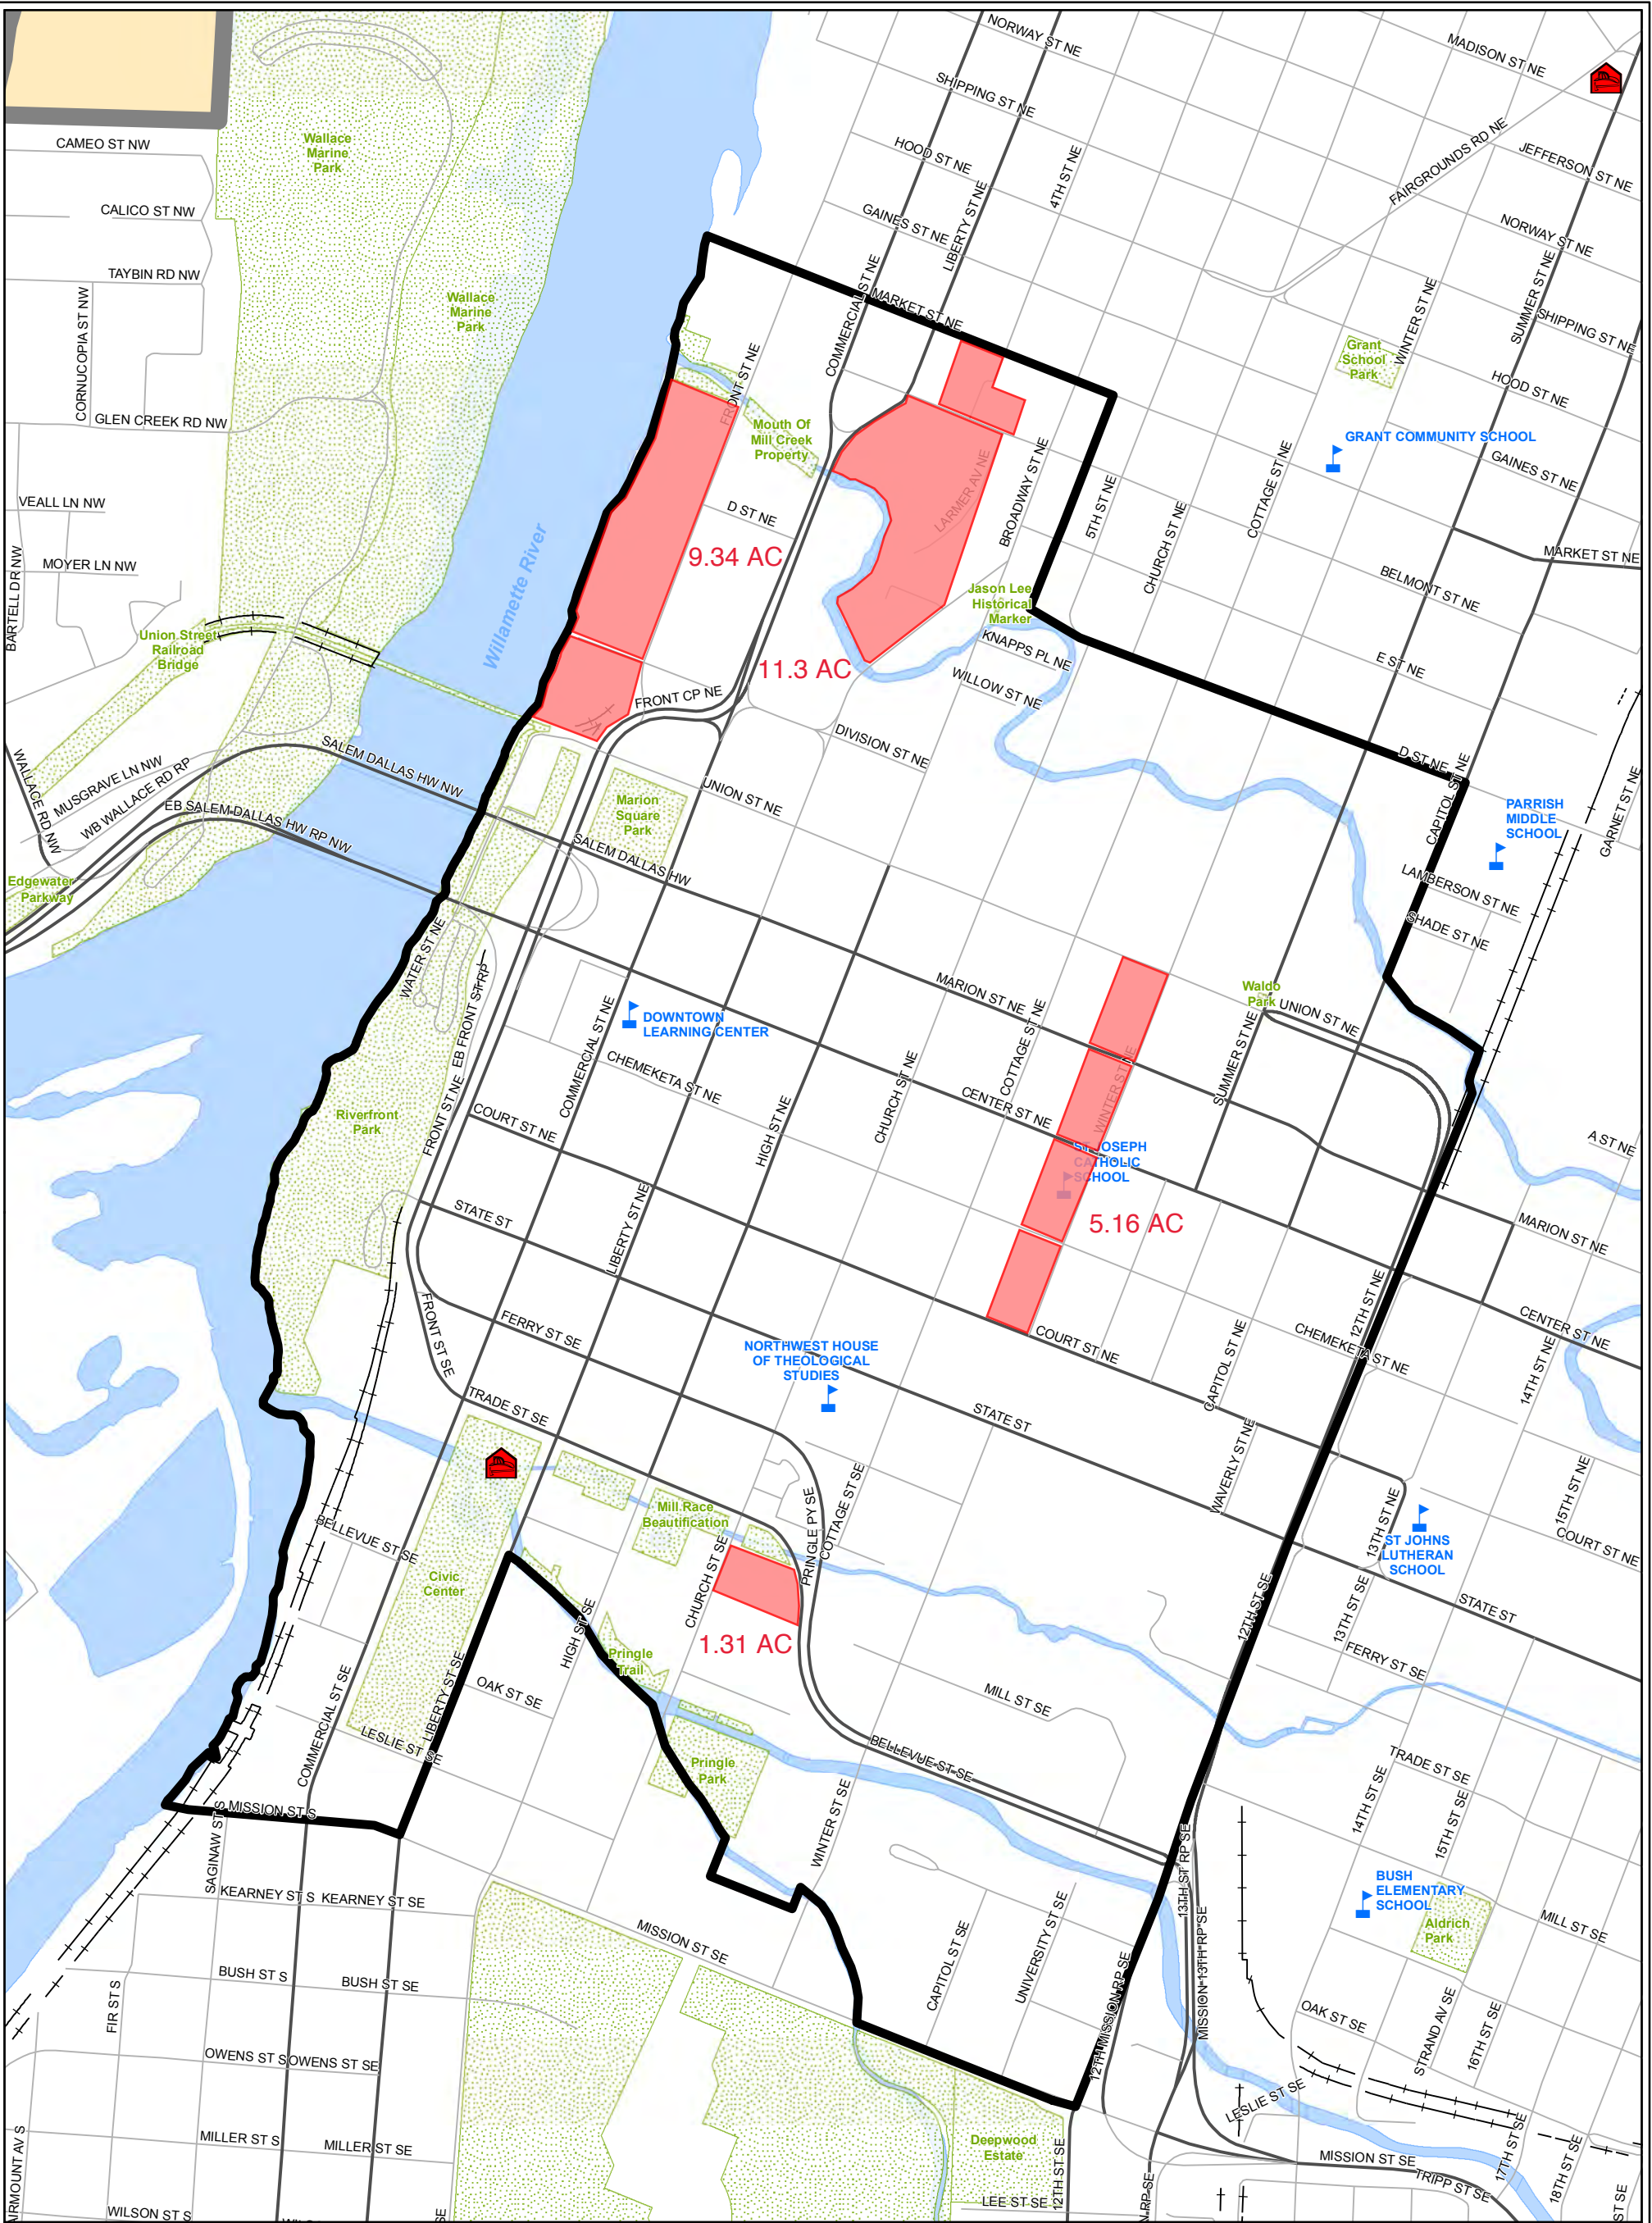 NORWAY ST NE
MADISON ST NE
SHIPPING ST NE
FAIRGROUNDS RD NE
JEFFERSON ST NE
CAMEO ST NW
Wallace
Marine
Park
HOOD ST NE
4TH ST NE
CALICO ST NW
GAINES ST NE
LIBERTY ST NE
NORWAY ST NE
TAYBIN RD NW
CORNUCOPIA ST NW
Wallace
Marine
Park
COMMERCIAL ST NE
MARKET ST NE
WINTER ST NE
SUMMER ST NE
SHIPPING ST NE
Grant
School
Park
FRONT ST NE
HOOD ST NE
GLEN CREEK RD NW
Mouth Of
Mill Creek
Property
GRANT COMMUNITY SCHOOL
GAINES ST NE
LARMER AV NE
BROADWAY ST NE
5TH ST NE
CHURCH ST NE
COTTAGE ST NE
VEALL LN NW
D ST NE
MARKET ST NE
9.34 AC
MOYER LN NW
BARTELL DR NW
Willamette River
BELMONT ST NE
Jason Lee
Historical
Marker
Union Street
Railroad
Bridge
KNAPPS PL NE
E ST NE
11.3 AC
WILLOW ST NE
FRONT CP NE
SALEM DALLAS HW NW
DIVISION ST NE
D ST NE
CAPITOL ST NE
GARNET ST NE
WALLACE RD NW
MUSGRAVE LN NW
WB WALLACE RD RP
EB SALEM DALLAS HW RP NW
Marion
Square
Park
UNION ST NE
PARRISH
MIDDLE
SCHOOL
SALEM DALLAS HW
Edgewater
Parkway
LAMBERSON ST NE
SHADE ST NE
WATER ST NE
EB FRONT ST RP
MARION ST NE
Waldo
Park
UNION ST NE
DOWNTOWN
LEARNING CENTER
COMMERCIAL ST NE
CHEMEKETA ST NE
CHURCH ST NE
COTTAGE ST NE
WINTER ST NE
SUMMER ST NE
CENTER ST NE
Riverfront
Park
FRONT ST NE
COURT ST NE
HIGH ST NE
ST JOSEPH
CATHOLIC
SCHOOL
A ST NE
STATE ST
LIBERTY ST NE
5.16 AC
MARION ST NE
FRONT ST SE
FERRY ST SE
12TH ST NE
CENTER ST NE
NORTHWEST HOUSE
OF THEOLOGICAL
STUDIES
COURT ST NE
CAPITOL ST NE
CHEMEKETA ST NE
14TH ST NE
TRADE ST SE
STATE ST
WAVERLY ST NE
COTTAGE ST SE
PRINGLE PY SE
15TH ST NE
13TH ST NE
COURT ST NE
Mill Race
Beautification
ST JOHNS
LUTHERAN
SCHOOL
BELLEVUE ST SE
Civic
Center
CHURCH ST SE
12TH ST SE
13TH ST SE
STATE ST
HIGH ST SE
1.31 AC
FERRY ST SE
Pringle
Trail
OAK ST SE
MILL ST SE
COMMERCIAL ST SE
LIBERTY ST SE
LESLIE ST SE
BELLEVUE ST SE
Pringle
Park
TRADE ST SE
14TH ST SE
15TH ST SE
MISSION ST S
SAGINAW ST S
WINTER ST SE
13TH ST RP SE
BUSH
ELEMENTARY
SCHOOL
KEARNEY ST S
KEARNEY ST SE
Aldrich
Park
MILL ST SE
MISSION ST SE
CAPITOL ST SE
UNIVERSITY ST SE
MISSION 13TH RP SE
FIR ST S
BUSH ST S
BUSH ST SE
12TH MISSION RP SE
OAK ST SE
STRAND AV SE
16TH ST SE
OWENS ST S
OWENS ST SE
LESLIE ST SE
MILLER ST S
MILLER ST SE
Deepwood
Estate
12TH ST SE
MISSION ST SE
17TH ST SE
18TH ST SE
TRIPP ST SE
LEE ST SE
WILSON ST S